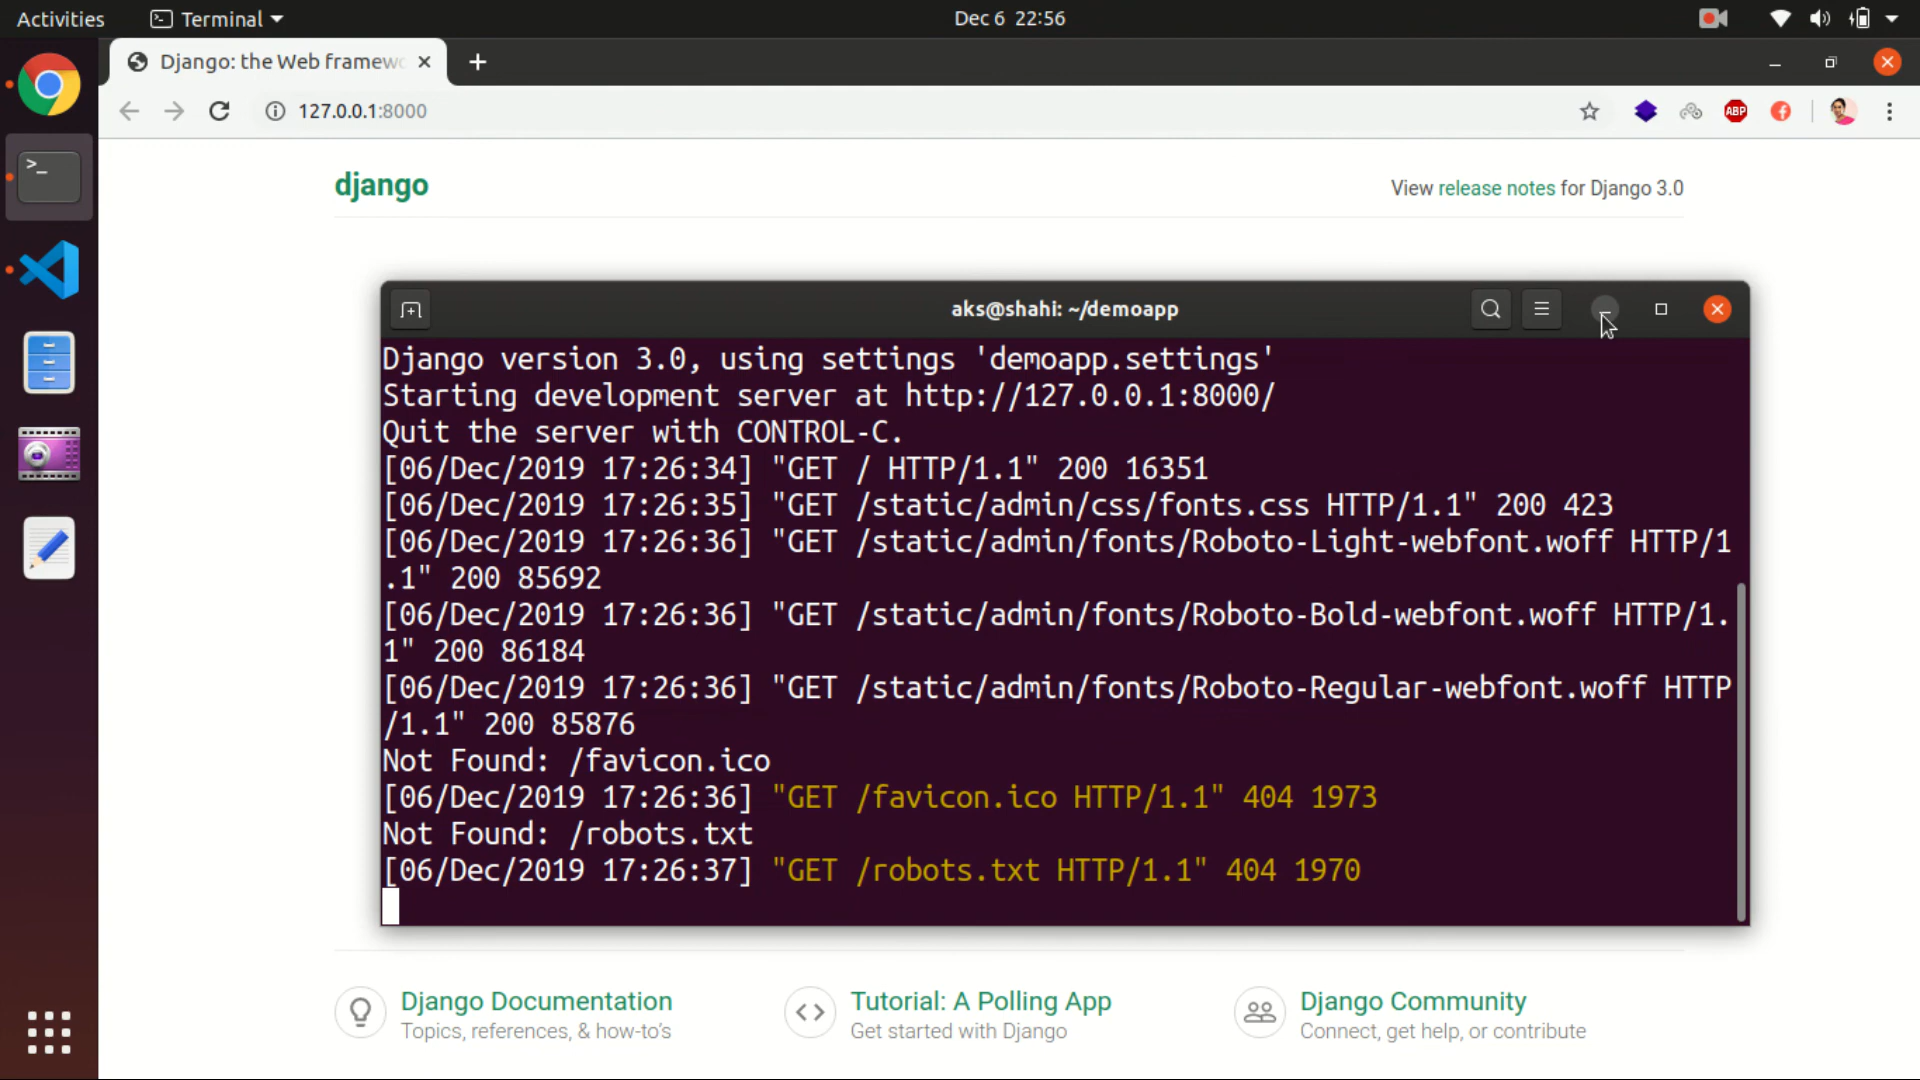 Activities
Terminal
Dec 6 22:56
Django: the Web framewo
127.0.0.1:8000
ABP
django
View release notes for Django 3.0
aks@shahi: ~/demoapp
Django version 3.0, using settings 'demoapp.settings'
Starting development server at http://127.0.0.1:8000/
Quit the server with CONTROL-C.
[06/Dec/2019 17:26:34] "GET / HTTP/1.1" 200 16351
[06/Dec/2019 17:26:35] "GET /static/admin/css/fonts.css HTTP/1.1" 200 423
[06/Dec/2019 17:26:36] "GET /static/admin/fonts/Roboto-Light-webfont.woff HTTP/1
.1" 200 85692
[06/Dec/2019 17:26:36] "GET /static/admin/fonts/Roboto-Bold-webfont.woff HTTP/1.
1" 200 86184
[06/Dec/2019 17:26:36] "GET /static/admin/fonts/Roboto-Regular-webfont.woff HTTP
/1.1" 200 85876
Not Found: /favicon.ico
[06/Dec/2019 17:26:36] "GET /favicon.ico HTTP/1.1" 404 1973
Not Found: /robots.txt
[06/Dec/2019 17:26:37] "GET /robots.txt HTTP/1.1" 404 1970
Django Documentation
Topics, references, & how-to's
Tutorial: A Polling App
Get started with Django
Django Community
Connect, get help, or contribute